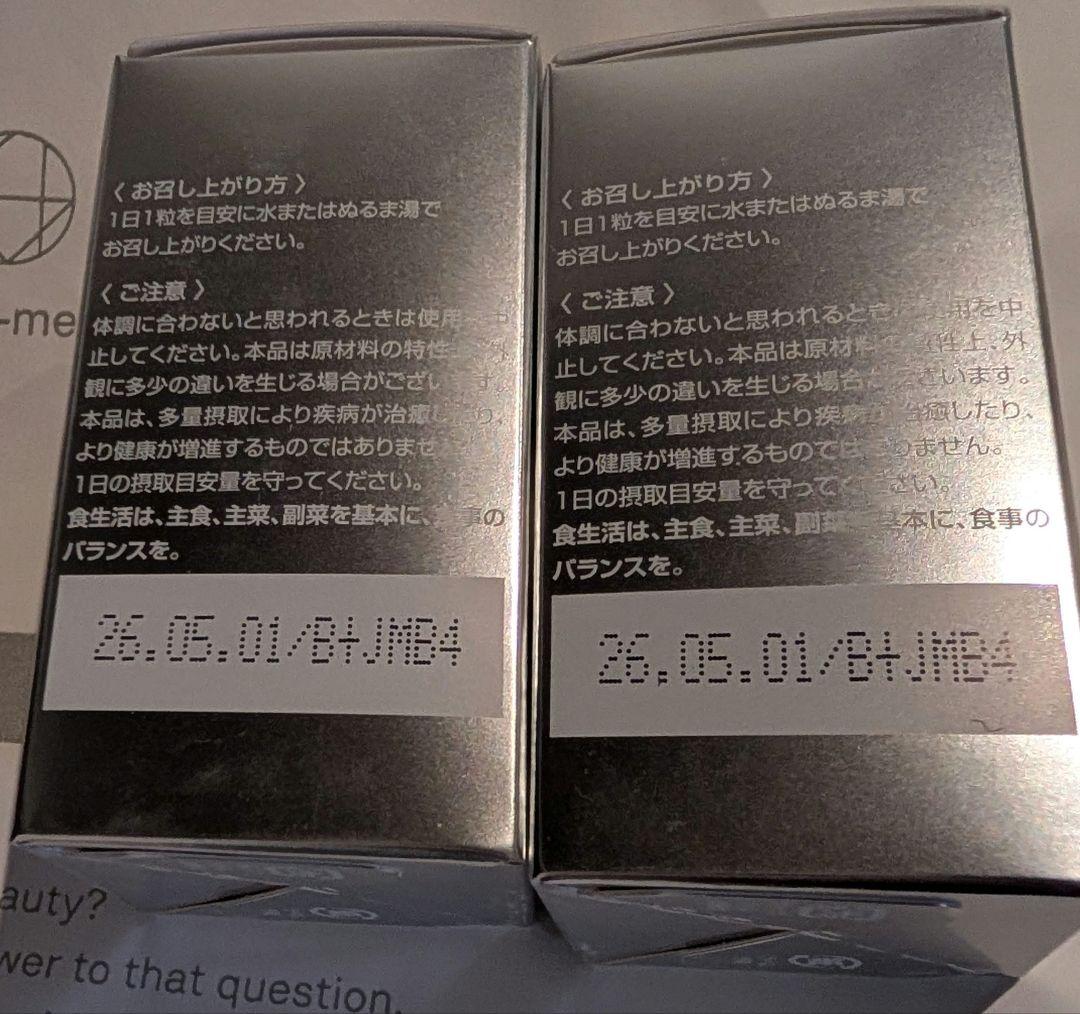 〈 お召し上がり方 〉
1日1粒を目安に水またはぬるま湯で
お召し上がりください。
〈 ご注意 〉
体調に合わないと思われるときは使用
止してください。本品は原材料の特性
観に多少の違いを生じる場合がござい す。
本品は、多量摂取により疾病が治癒し り、
より健康が増進するものではありませ
1日の摂取目安量を守ってください。
食生活は、主食、主菜、副菜を基本に、 事の
バランスを。
26.05.01/B+JMB4
〈 お召し上がり方 〉
1日1粒を目安に水またはぬるま湯で
お召し上がりください。
〈 ご注意 〉
体調に合わないと思われるとき 使用を中
止してください。本品は原材料 特性上、外
観に多少の違いを生じる場合 ございます。
本品は、多量摂取により疾病 治癒したり、
より健康が増進するものでは りません。
1日の摂取目安量を守って ださい。
食生活は、主食、主菜、副菜 基本に、食事の
バランスを。
26.05.01/B+JMB4
-me
auty?
wer to that question.